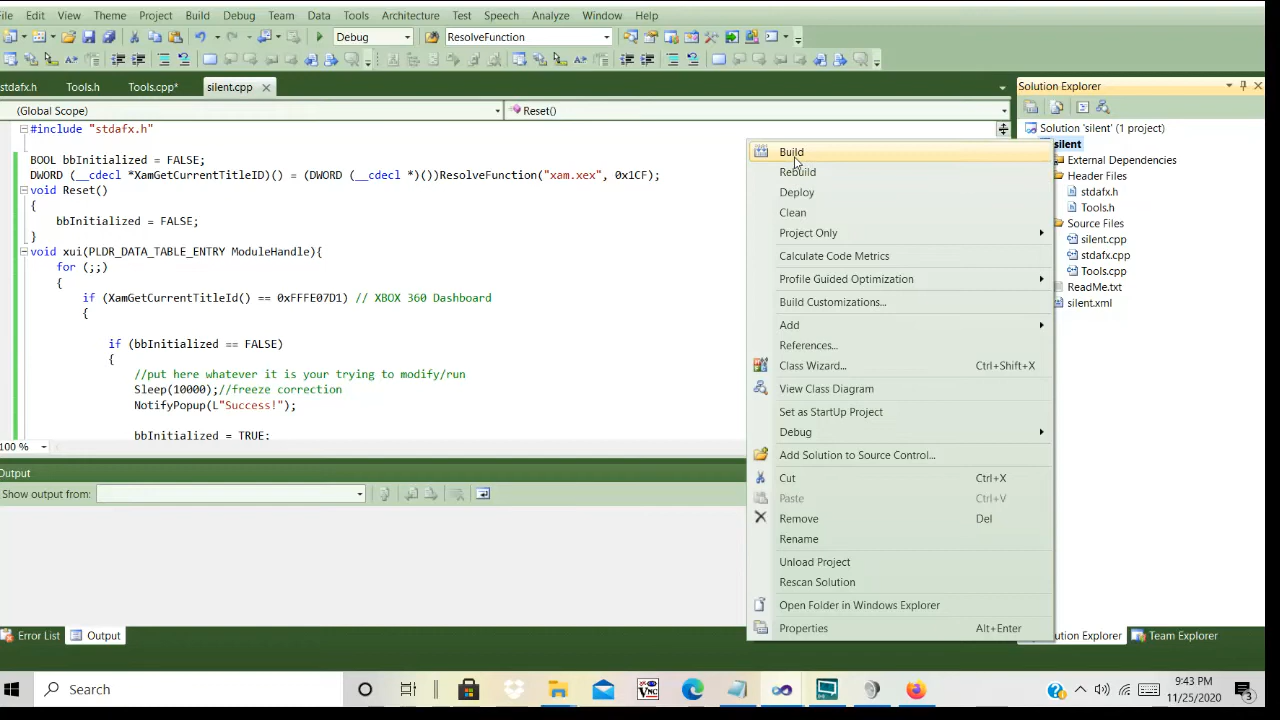 File Edit View Theme Project Build Debug Team Data Tools Architecture Test Speech Analyze Window Help
Debug ResolveFunction
stdafx.h Tools.h Tools.cpp* silent.cpp
(Global Scope) Reset()
#include "stdafx.h"
BOOL bbInitialized = FALSE;
DWORD (__cdecl *XamGetCurrentTitleID)() = (DWORD (__cdecl *)())ResolveFunction("xam.xex", 0x1CF);
void Reset()
{
bbInitialized = FALSE;
}
void xui(PLDR_DATA_TABLE_ENTRY ModuleHandle){
for (;;)
{
if (XamGetCurrentTitleId() == 0xFFFE07D1) // XBOX 360 Dashboard
{
if (bbInitialized == FALSE)
{
//put here whatever it is your trying to modify/run
Sleep(10000);//freeze correction
NotifyPopup(L"Success!");
bbInitialized = TRUE;
100 %
Output
Show output from:
Error List Output
Build
Rebuild
Deploy
Clean
Project Only
Calculate Code Metrics
Profile Guided Optimization
Build Customizations...
Add
References...
Class Wizard... Ctrl+Shift+X
View Class Diagram
Set as StartUp Project
Debug
Add Solution to Source Control...
Cut Ctrl+X
Paste Ctrl+V
Remove Del
Rename
Unload Project
Rescan Solution
Open Folder in Windows Explorer
Properties Alt+Enter
Solution Explorer
Solution 'silent' (1 project)
silent
External Dependencies
Header Files
stdafx.h
Tools.h
Source Files
silent.cpp
stdafx.cpp
Tools.cpp
ReadMe.txt
silent.xml
Solution Explorer Team Explorer
Search
VNC
9:43 PM
11/25/2020
3